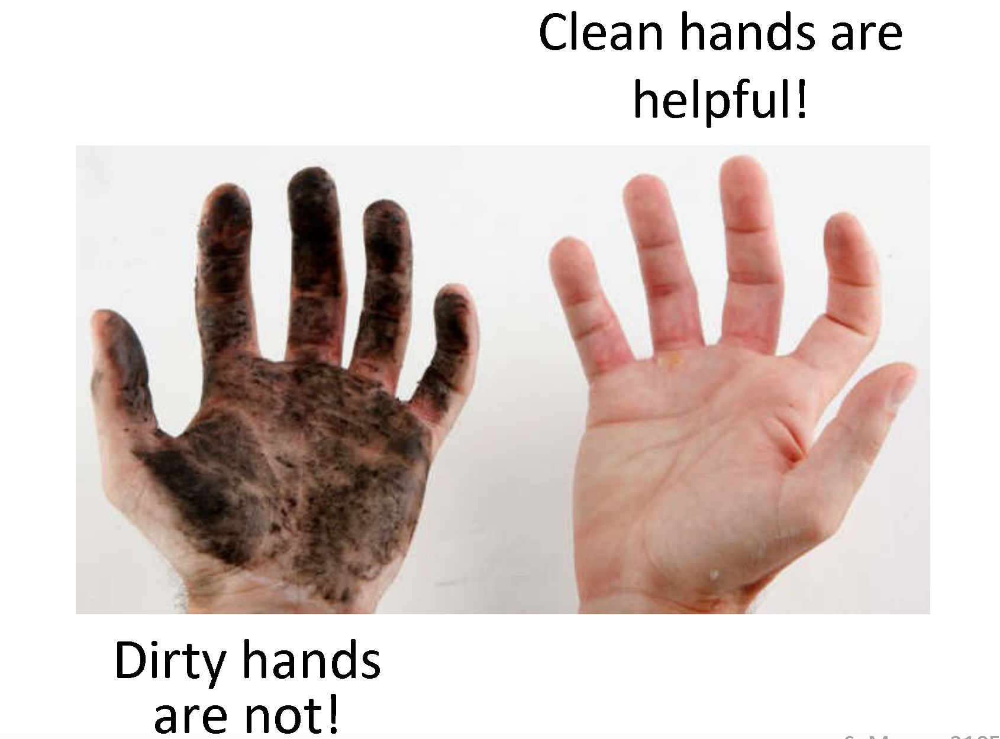 Clean hands are
helpful!
Dirty hands
are not!